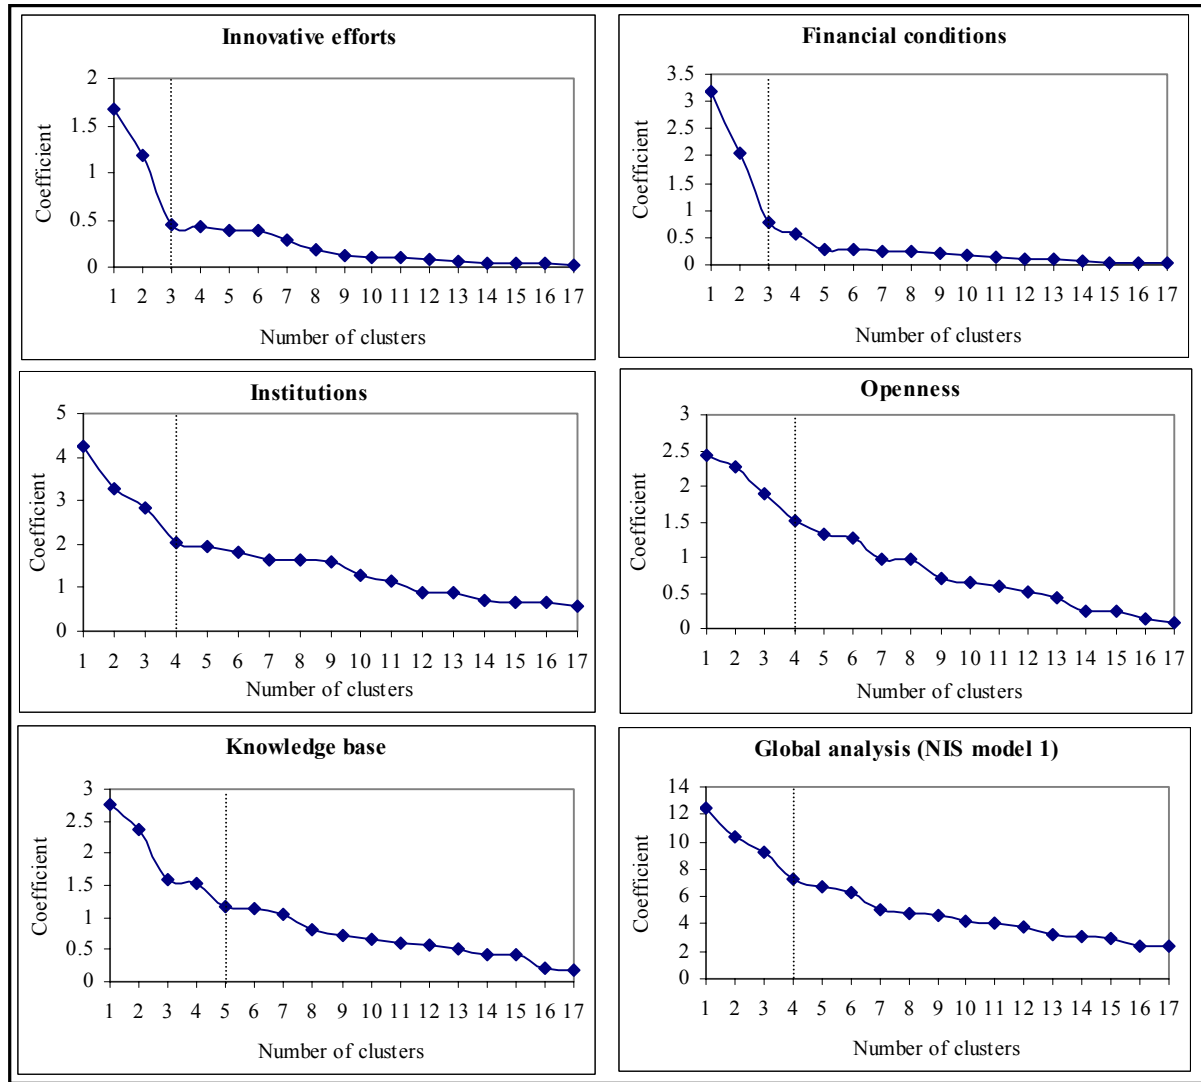 Innovative efforts
2
1.5
1
0.5
0
Coefficient
1 2 3 4 5 6 7 8 9 10 11 12 13 14 15 16 17
Number of clusters
Financial conditions
3.5
3
2.5
2
1.5
1
0.5
0
Coefficient
1 2 3 4 5 6 7 8 9 10 11 12 13 14 15 16 17
Number of clusters
Institutions
5
4
3
2
1
0
Coefficient
1 2 3 4 5 6 7 8 9 10 11 12 13 14 15 16 17
Number of clusters
Openness
3
2.5
2
1.5
1
0.5
0
Coefficient
1 2 3 4 5 6 7 8 9 10 11 12 13 14 15 16 17
Number of clusters
Knowledge base
3
2.5
2
1.5
1
0.5
0
Coefficient
1 2 3 4 5 6 7 8 9 10 11 12 13 14 15 16 17
Number of clusters
Global analysis (NIS model 1)
14
12
10
8
6
4
2
0
Coefficient
1 2 3 4 5 6 7 8 9 10 11 12 13 14 15 16 17
Number of clusters